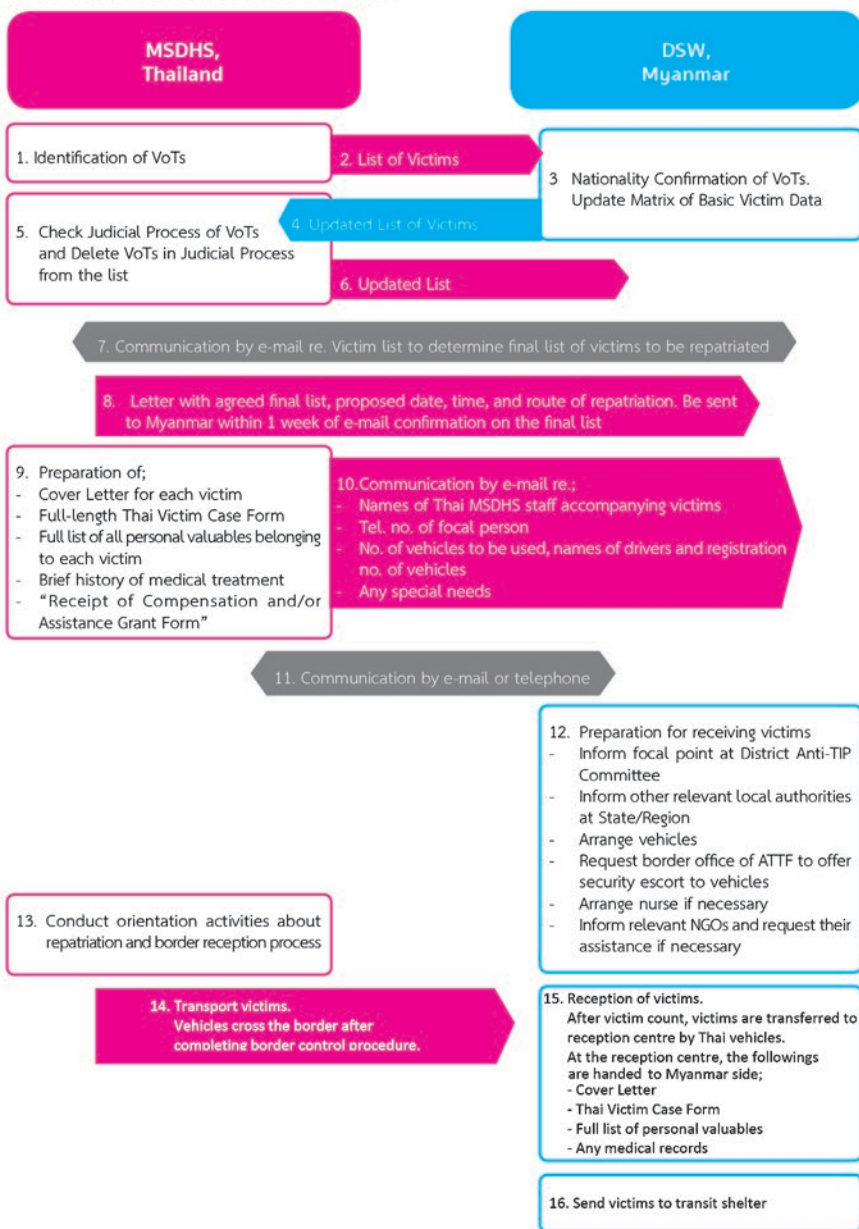 MSDHS,
Thailand
DSW,
Myanmar
1. Identification of VoTs
2. List of Victims
3 Nationality Confirmation of VoTs.
Update Matrix of Basic Victim Data
4. Updated List of Victims
5. Check Judicial Process of VoTs
and Delete VoTs in Judicial Process
from the list
6. Updated List
7. Communication by e-mail re. Victim list to determine final list of victims to be repatriated
8. Letter with agreed final list, proposed date, time, and route of repatriation. Be sent
to Myanmar within 1 week of e-mail confirmation on the final list
9. Preparation of;
- Cover Letter for each victim
- Full-length Thai Victim Case Form
- Full list of all personal valuables belonging
to each victim
- Brief history of medical treatment
- “Receipt of Compensation and/or
Assistance Grant Form”
10.Communication by e-mail re.;
- Names of Thai MSDHS staff accompanying victims
- Tel. no. of focal person
- No. of vehicles to be used, names of drivers and registration
no. of vehicles
- Any special needs
11. Communication by e-mail or telephone
12. Preparation for receiving victims
- Inform focal point at District Anti-TIP
Committee
- Inform other relevant local authorities
at State/Region
- Arrange vehicles
- Request border office of ATTF to offer
security escort to vehicles
- Arrange nurse if necessary
- Inform relevant NGOs and request their
assistance if necessary
13. Conduct orientation activities about
repatriation and border reception process
14. Transport victims.
Vehicles cross the border after
completing border control procedure.
15. Reception of victims.
After victim count, victims are transferred to
reception centre by Thai vehicles.
At the reception centre, the followings
are handed to Myanmar side;
- Cover Letter
- Thai Victim Case Form
- Full list of personal valuables
- Any medical records
16. Send victims to transit shelter